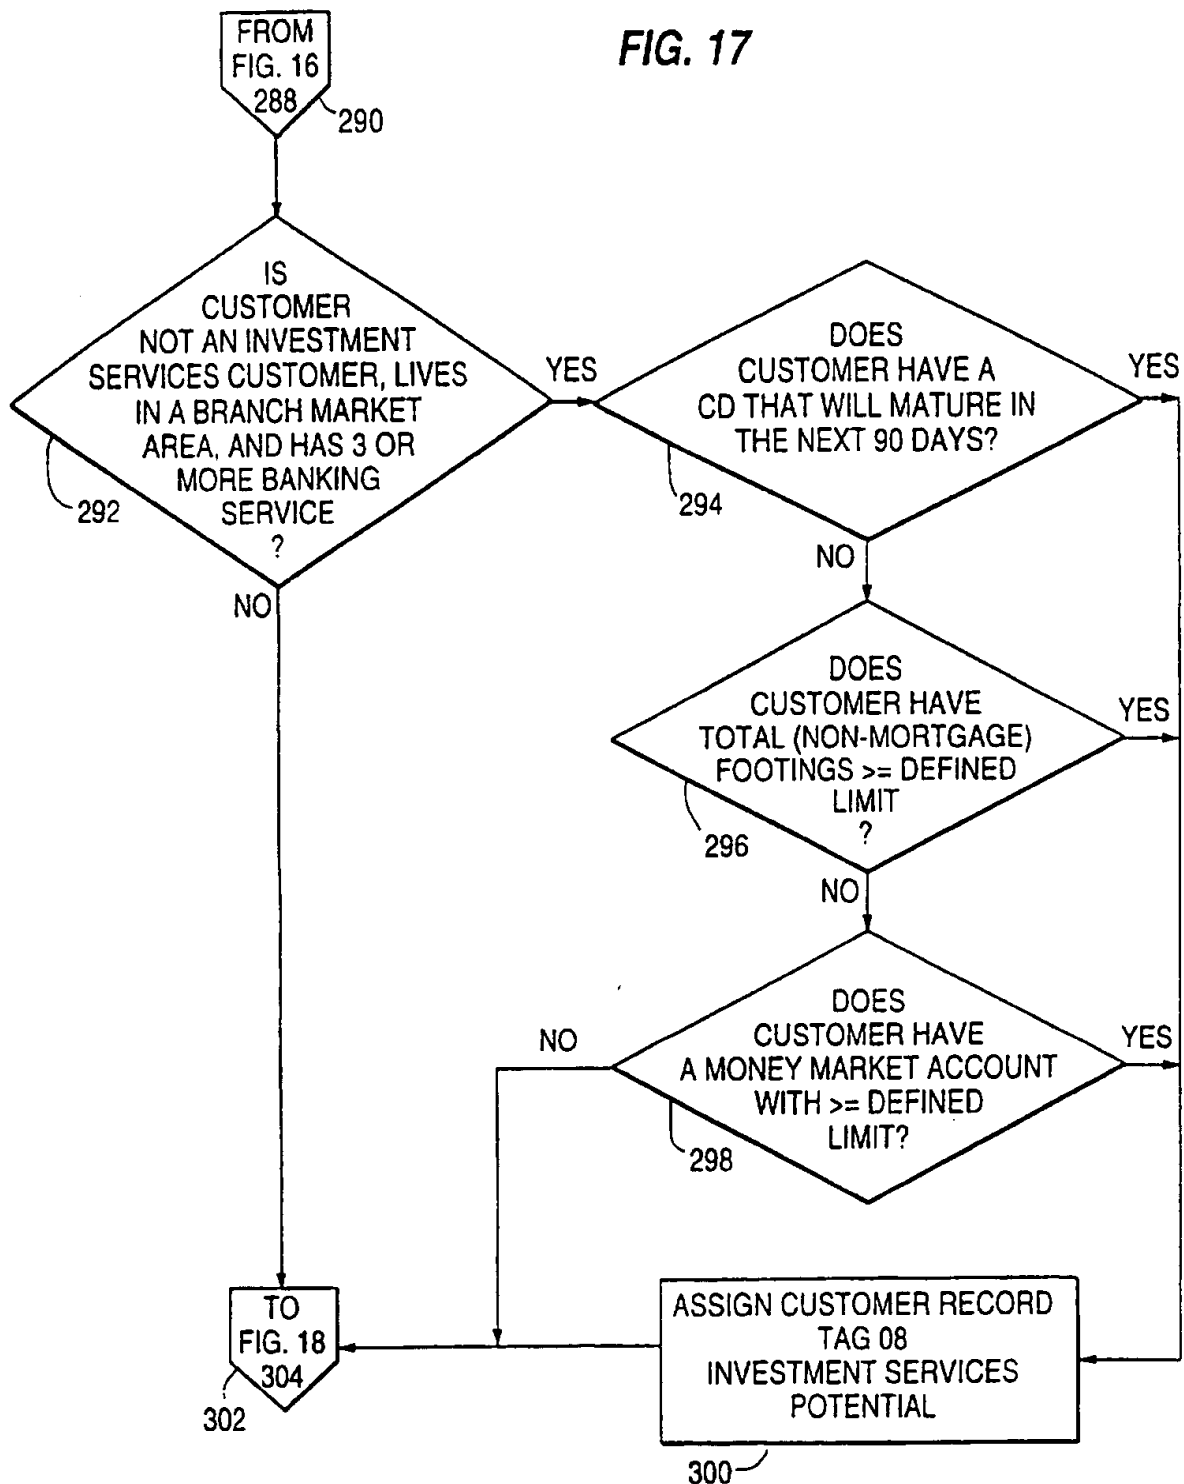 FROM
FIG. 16
288
290
FIG. 17
IS
CUSTOMER
NOT AN INVESTMENT
SERVICES CUSTOMER, LIVES
IN A BRANCH MARKET
AREA, AND HAS 3 OR
MORE BANKING
SERVICE
?
292
YES
NO
DOES
CUSTOMER HAVE A
CD THAT WILL MATURE IN
THE NEXT 90 DAYS?
294
YES
NO
DOES
CUSTOMER HAVE
TOTAL (NON-MORTGAGE)
FOOTINGS >= DEFINED
LIMIT
?
296
YES
NO
DOES
CUSTOMER HAVE
A MONEY MARKET ACCOUNT
WITH >= DEFINED
LIMIT?
298
NO
YES
TO
FIG. 18
304
302
ASSIGN CUSTOMER RECORD
TAG 08
INVESTMENT SERVICES
POTENTIAL
300